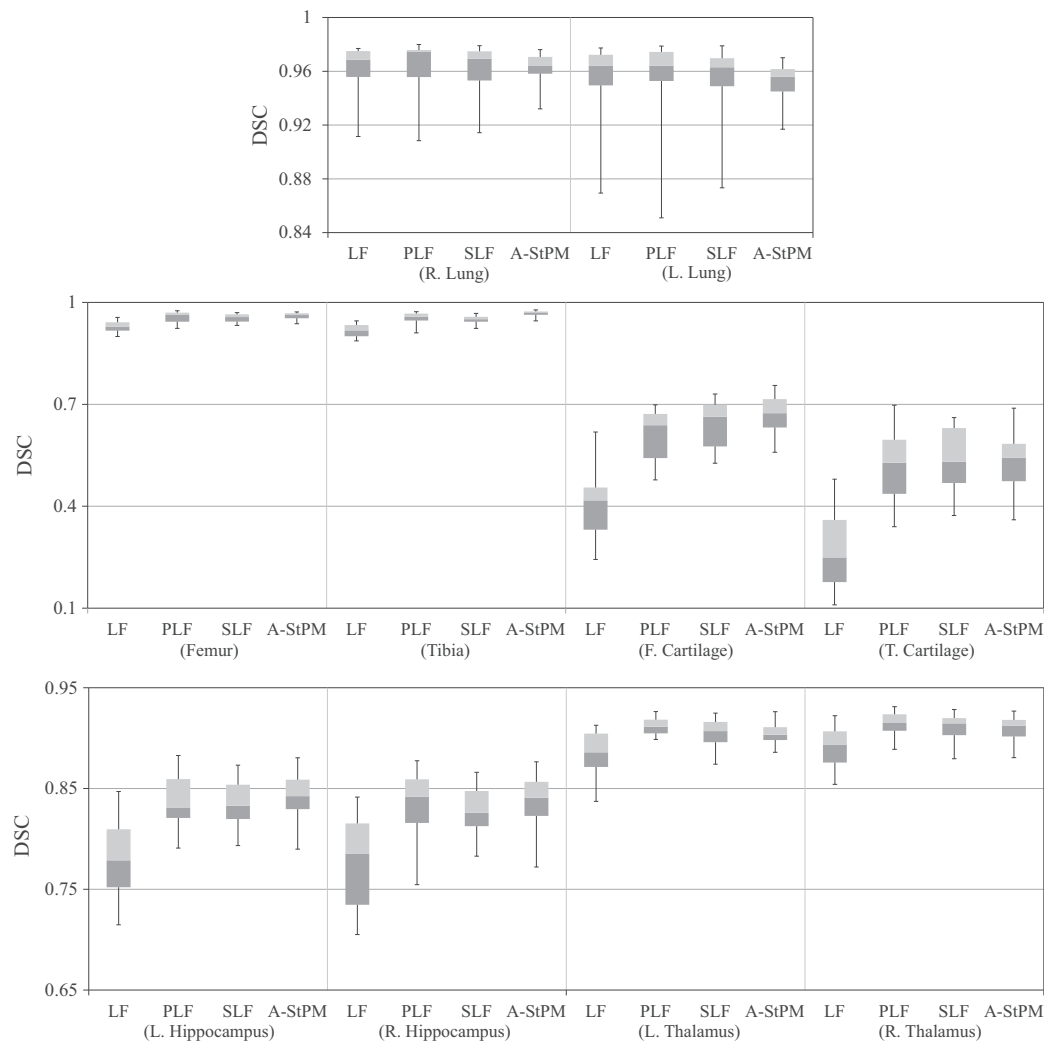 1
0.96
0.92
0.88
0.84
DSC
LF PLF SLF A-StPM LF PLF SLF A-StPM
(R. Lung) (L. Lung)
1
0.7
0.4
0.1
DSC
LF PLF SLF A-StPM LF PLF SLF A-StPM LF PLF SLF A-StPM LF PLF SLF A-StPM
(Femur) (Tibia) (F. Cartilage) (T. Cartilage)
0.95
0.85
0.75
0.65
DSC
LF PLF SLF A-StPM LF PLF SLF A-StPM LF PLF SLF A-StPM LF PLF SLF A-StPM
(L. Hippocampus) (R. Hippocampus) (L. Thalamus) (R. Thalamus)